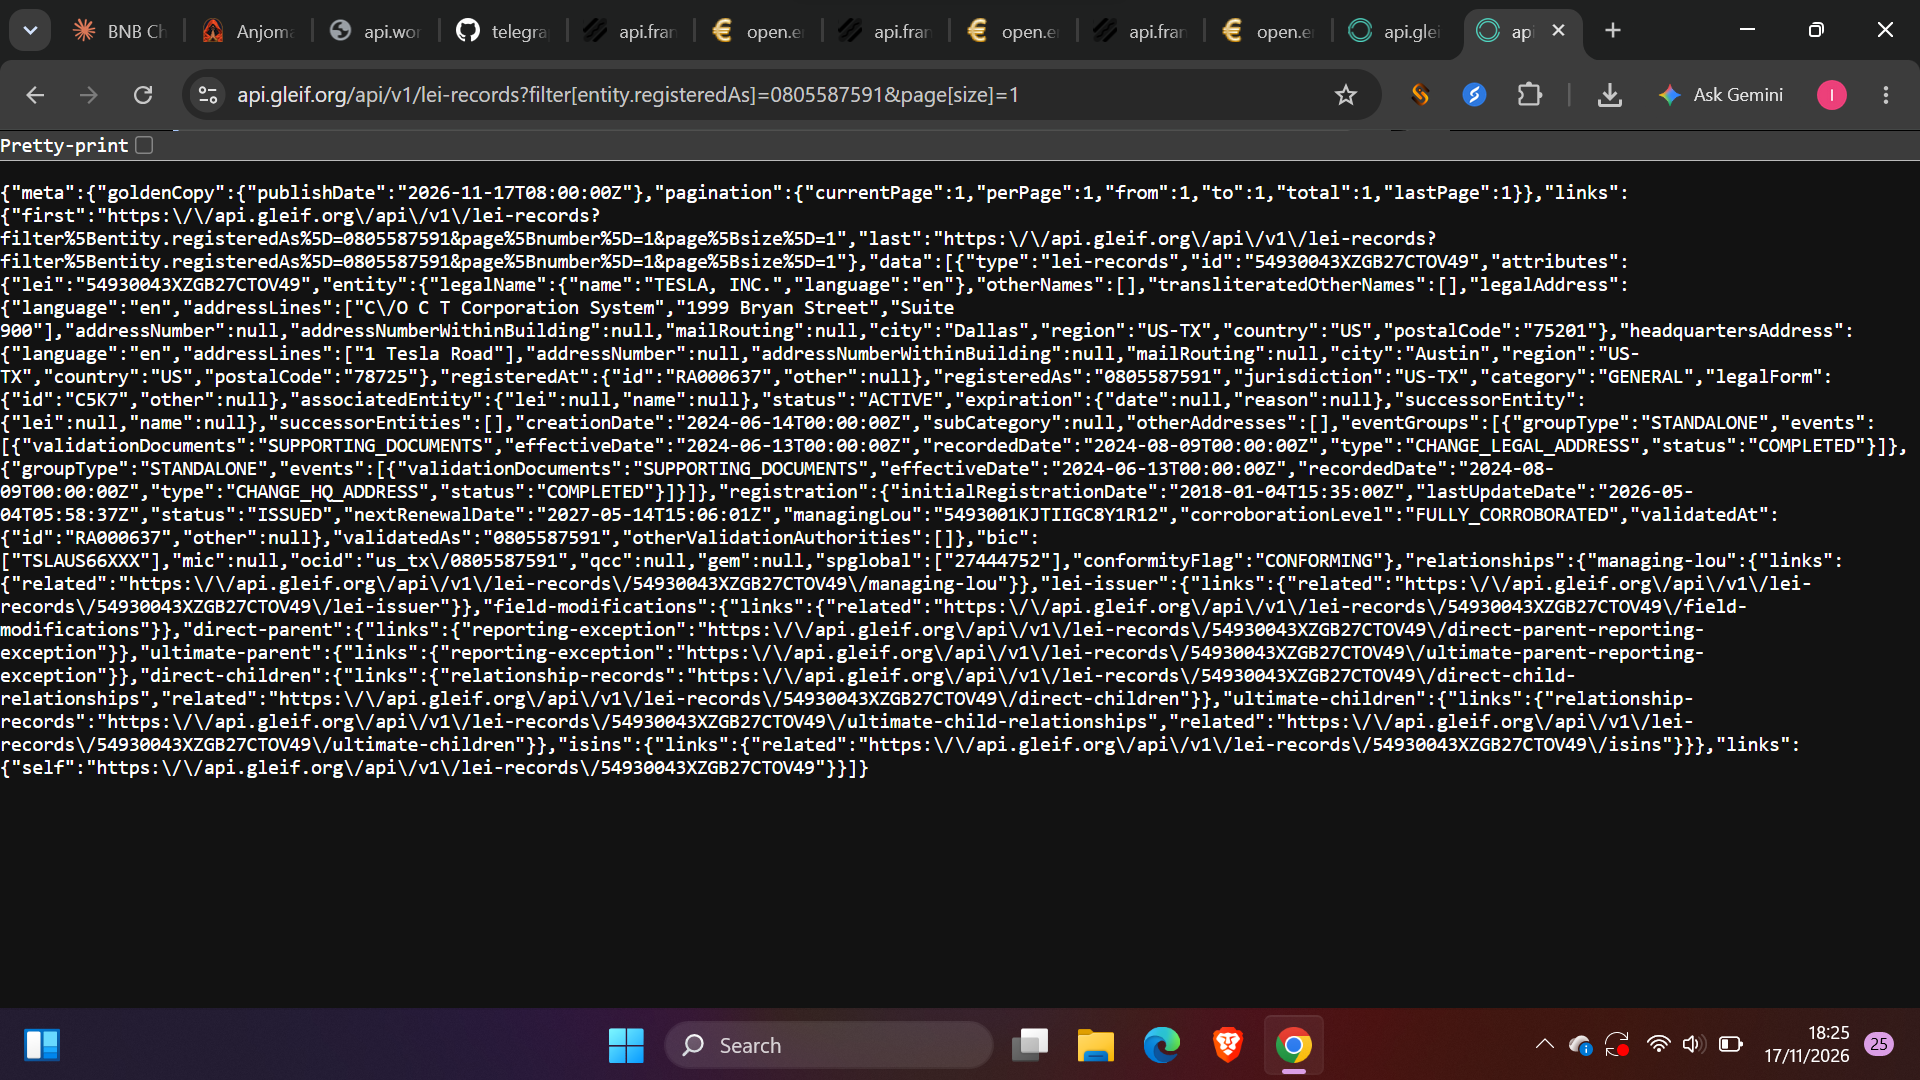 BNB Ch
Anjoma
api.wor
telegra
api.fran
open.e
api.fran
open.e
api.fran
open.e
api.glei
api
api.gleif.org/api/v1/lei-records?filter[entity.registeredAs]=0805587591&page[size]=1
Ask Gemini
I
Pretty-print
{"meta":{"goldenCopy":{"publishDate":"2026-11-17T08:00:00Z"},"pagination":{"currentPage":1,"perPage":1,"from":1,"to":1,"total":1,"lastPage":1}},"links":
{"first":"https:\/\/api.gleif.org\/api\/v1\/lei-records?
filter%5Bentity.registeredAs%5D=0805587591&page%5Bnumber%5D=1&page%5Bsize%5D=1","last":"https:\/\/api.gleif.org\/api\/v1\/lei-records?
filter%5Bentity.registeredAs%5D=0805587591&page%5Bnumber%5D=1&page%5Bsize%5D=1"},"data":[{"type":"lei-records","id":"54930043XZGB27CTOV49","attributes":
{"lei":"54930043XZGB27CTOV49","entity":{"legalName":{"name":"TESLA, INC.","language":"en"},"otherNames":[],"transliteratedOtherNames":[],"legalAddress":
{"language":"en","addressLines":["C\/O C T Corporation System","1999 Bryan Street","Suite
900"],"addressNumber":null,"addressNumberWithinBuilding":null,"mailRouting":null,"city":"Dallas","region":"US-TX","country":"US","postalCode":"75201"},"headquartersAddress":
{"language":"en","addressLines":["1 Tesla Road"],"addressNumber":null,"addressNumberWithinBuilding":null,"mailRouting":null,"city":"Austin","region":"US-
TX","country":"US","postalCode":"78725"},"registeredAt":{"id":"RA000637","other":null},"registeredAs":"0805587591","jurisdiction":"US-TX","category":"GENERAL","legalForm":
{"id":"C5K7","other":null},"associatedEntity":{"lei":null,"name":null},"status":"ACTIVE","expiration":{"date":null,"reason":null},"successorEntity":
{"lei":null,"name":null},"successorEntities":[],"creationDate":"2024-06-14T00:00:00Z","subCategory":null,"otherAddresses":[],"eventGroups":[{"groupType":"STANDALONE","events":
[{"validationDocuments":"SUPPORTING_DOCUMENTS","effectiveDate":"2024-06-13T00:00:00Z","recordedDate":"2024-08-09T00:00:00Z","type":"CHANGE_LEGAL_ADDRESS","status":"COMPLETED"}]},
{"groupType":"STANDALONE","events":[{"validationDocuments":"SUPPORTING_DOCUMENTS","effectiveDate":"2024-06-13T00:00:00Z","recordedDate":"2024-08-
09T00:00:00Z","type":"CHANGE_HQ_ADDRESS","status":"COMPLETED"}]}]},"registration":{"initialRegistrationDate":"2018-01-04T15:35:00Z","lastUpdateDate":"2026-05-
04T05:58:37Z","status":"ISSUED","nextRenewalDate":"2027-05-14T15:06:01Z","managingLou":"5493001KJTIIGC8Y1R12","corroborationLevel":"FULLY_CORROBORATED","validatedAt":
{"id":"RA000637","other":null},"validatedAs":"0805587591","otherValidationAuthorities":[]},"bic":
["TSLAUS66XXX"],"mic":null,"ocid":"us_tx\/0805587591","qcc":null,"gem":null,"spglobal":["27444752"],"conformityFlag":"CONFORMING"},"relationships":{"managing-lou":{"links":
{"related":"https:\/\/api.gleif.org\/api\/v1\/lei-records\/54930043XZGB27CTOV49\/managing-lou"}},"lei-issuer":{"links":{"related":"https:\/\/api.gleif.org\/api\/v1\/lei-
records\/54930043XZGB27CTOV49\/lei-issuer"}},"field-modifications":{"links":{"related":"https:\/\/api.gleif.org\/api\/v1\/lei-records\/54930043XZGB27CTOV49\/field-
modifications"}},"direct-parent":{"links":{"reporting-exception":"https:\/\/api.gleif.org\/api\/v1\/lei-records\/54930043XZGB27CTOV49\/direct-parent-reporting-
exception"}},"ultimate-parent":{"links":{"reporting-exception":"https:\/\/api.gleif.org\/api\/v1\/lei-records\/54930043XZGB27CTOV49\/ultimate-parent-reporting-
exception"}},"direct-children":{"links":{"relationship-records":"https:\/\/api.gleif.org\/api\/v1\/lei-records\/54930043XZGB27CTOV49\/direct-child-
relationships","related":"https:\/\/api.gleif.org\/api\/v1\/lei-records\/54930043XZGB27CTOV49\/direct-children"}},"ultimate-children":{"links":{"relationship-
records":"https:\/\/api.gleif.org\/api\/v1\/lei-records\/54930043XZGB27CTOV49\/ultimate-child-relationships","related":"https:\/\/api.gleif.org\/api\/v1\/lei-
records\/54930043XZGB27CTOV49\/ultimate-children"}},"isins":{"links":{"related":"https:\/\/api.gleif.org\/api\/v1\/lei-records\/54930043XZGB27CTOV49\/isins"}}},"links":
{"self":"https:\/\/api.gleif.org\/api\/v1\/lei-records\/54930043XZGB27CTOV49"}}]}
Search
18:25
17/11/2026
25